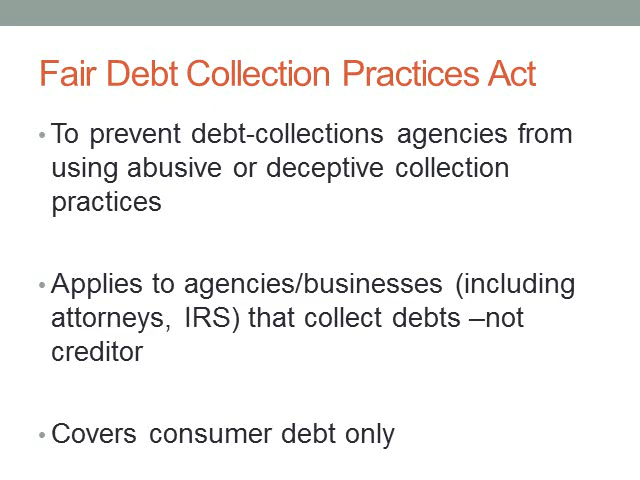 Fair Debt Collection Practices Act
• To prevent debt-collections agencies from
using abusive or deceptive collection
practices
• Applies to agencies/businesses (including
attorneys, IRS) that collect debts –not
creditor
• Covers consumer debt only